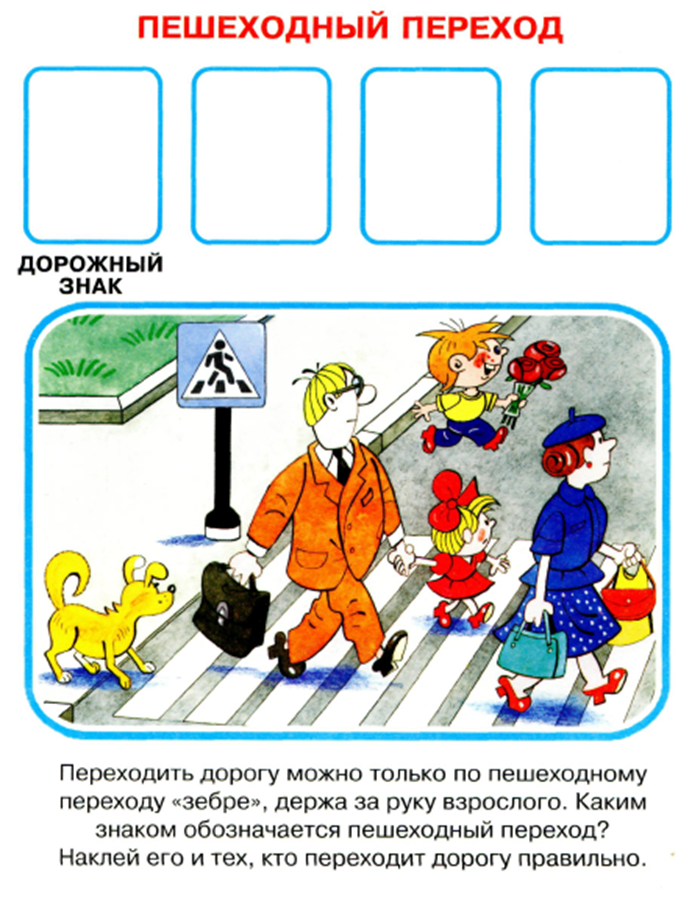 ПЕШЕХОДНЫЙ ПЕРЕХОД
ДОРОЖНЫЙ
ЗНАК
Переходить дорогу можно только по пешеходному
переходу «зебре», держа за руку взрослого. Каким
знаком обозначается пешеходный переход?
Наклей его и тех, кто переходит дорогу правильно.